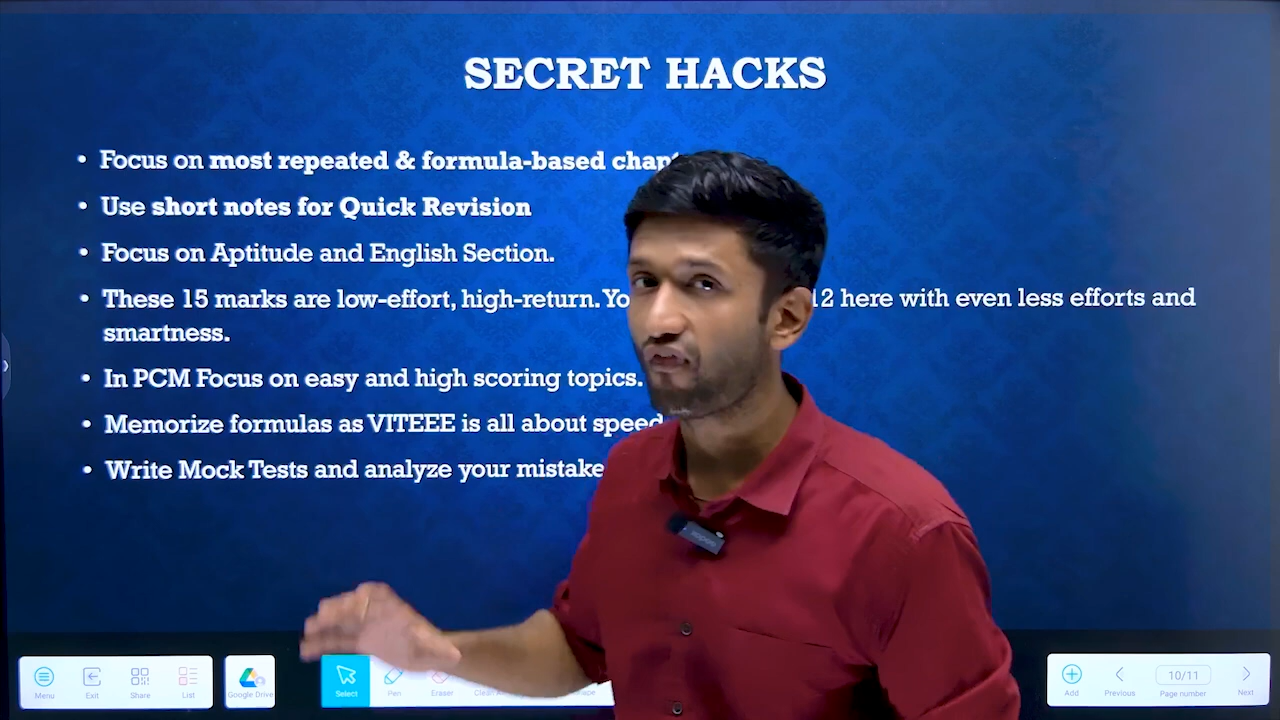 SECRET HACKS
• Focus on most repeated & formula-based
• Use short notes for Quick Revision
• Focus on Aptitude and English Section.
• These 15 marks are low-effort, high-return. 12 here with even less efforts and
smartness.
• In PCM Focus on easy and high scoring topics.
• Memorize formulas as VITEEE is all about speed
• Write Mock Tests and analyze your
Menu Exit Share List Google Drive Select Pen Eraser Add Previous 10/11 Page number Next